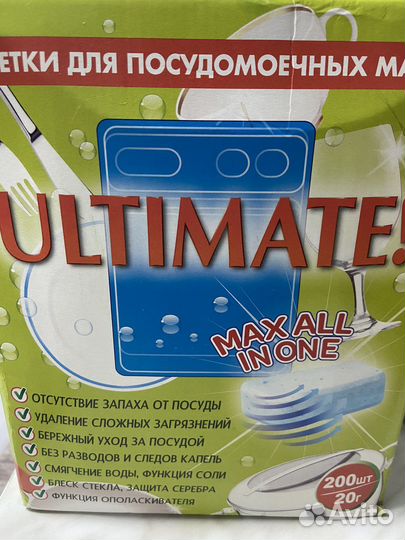 ЕТКИ ДЛЯ ПОСУДОМОЕЧНЫХ МА
ULTIMATE!
MAX ALL
IN ONE
✓ ОТСУТСТВИЕ ЗАПАХА ОТ ПОСУДЫ
✓ УДАЛЕНИЕ СЛОЖНЫХ ЗАГРЯЗНЕНИЙ
✓ БЕРЕЖНЫЙ УХОД ЗА ПОСУДОЙ
✓ БЕЗ РАЗВОДОВ И СЛЕДОВ КАПЕЛЬ
✓ СМЯГЧЕНИЕ ВОДЫ, ФУНКЦИЯ СОЛИ
✓ БЛЕСК СТЕКЛА, ЗАЩИТА СЕРЕБРА
✓ ФУНКЦИЯ ОПОЛАСКИВАТЕЛЯ
200ШТ
20г
Avito